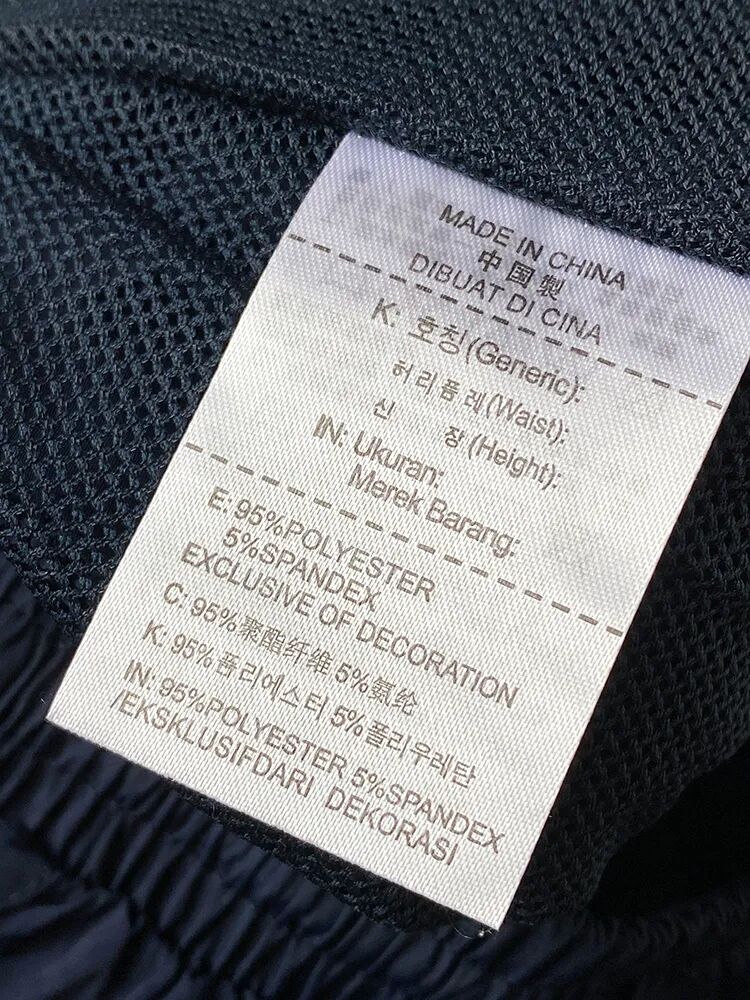 MADE IN CHINA
中国製
DIBUAT DI CINA
K: 호칭(Generic):
허리품레(Waist):
신 장(Height):
IN: Ukuran:
Merek Barang:
E: 95%POLYESTER
5%SPANDEX
EXCLUSIVE OF DECORATION
C: 95%聚酯纤维 5%氨纶
K: 95% 폴리에스터 5%폴리우레탄
IN: 95%POLYESTER 5%SPANDEX
/EKSKLUSIFDARI DEKORASI